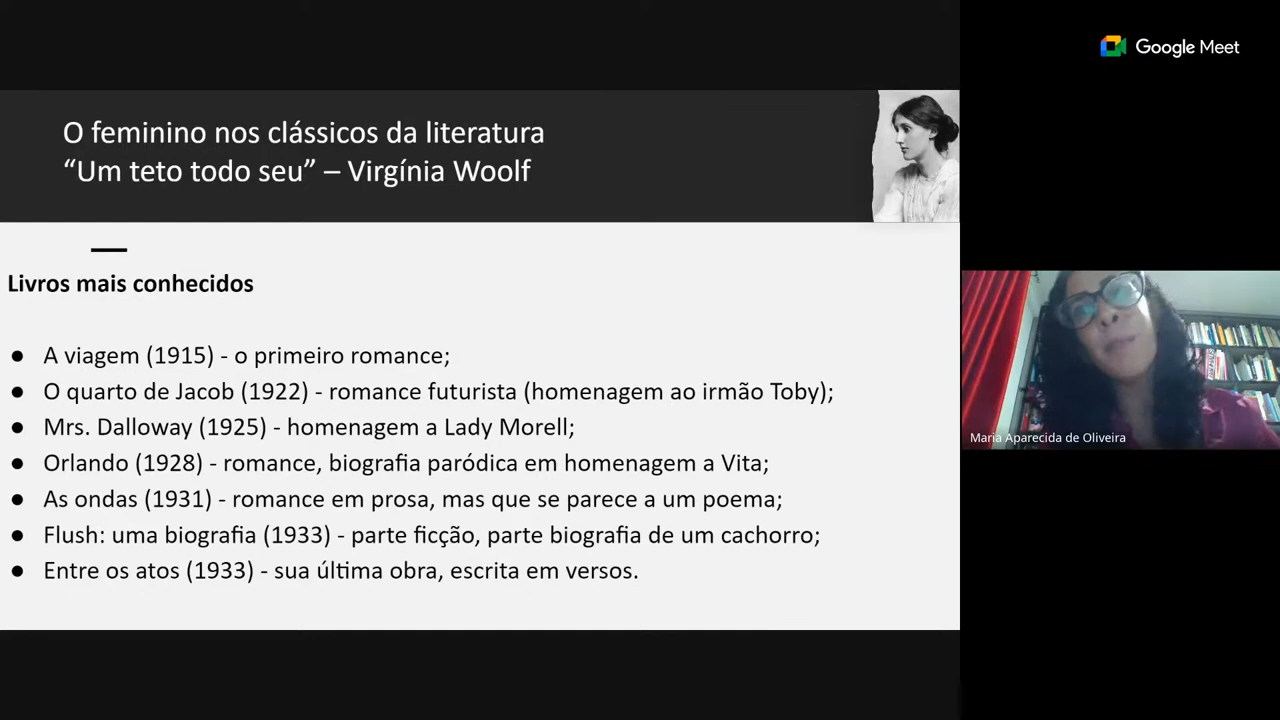 Google Meet
O feminino nos clássicos da literatura
“Um teto todo seu” – Virgínia Woolf
Livros mais conhecidos
● A viagem (1915) - o primeiro romance;
● O quarto de Jacob (1922) - romance futurista (homenagem ao irmão Toby);
● Mrs. Dalloway (1925) - homenagem a Lady Morell;
● Orlando (1928) - romance, biografia paródica em homenagem a Vita;
● As ondas (1931) - romance em prosa, mas que se parece a um poema;
● Flush: uma biografia (1933) - parte ficção, parte biografia de um cachorro;
● Entre os atos (1933) - sua última obra, escrita em versos.
Maria Aparecida de Oliveira